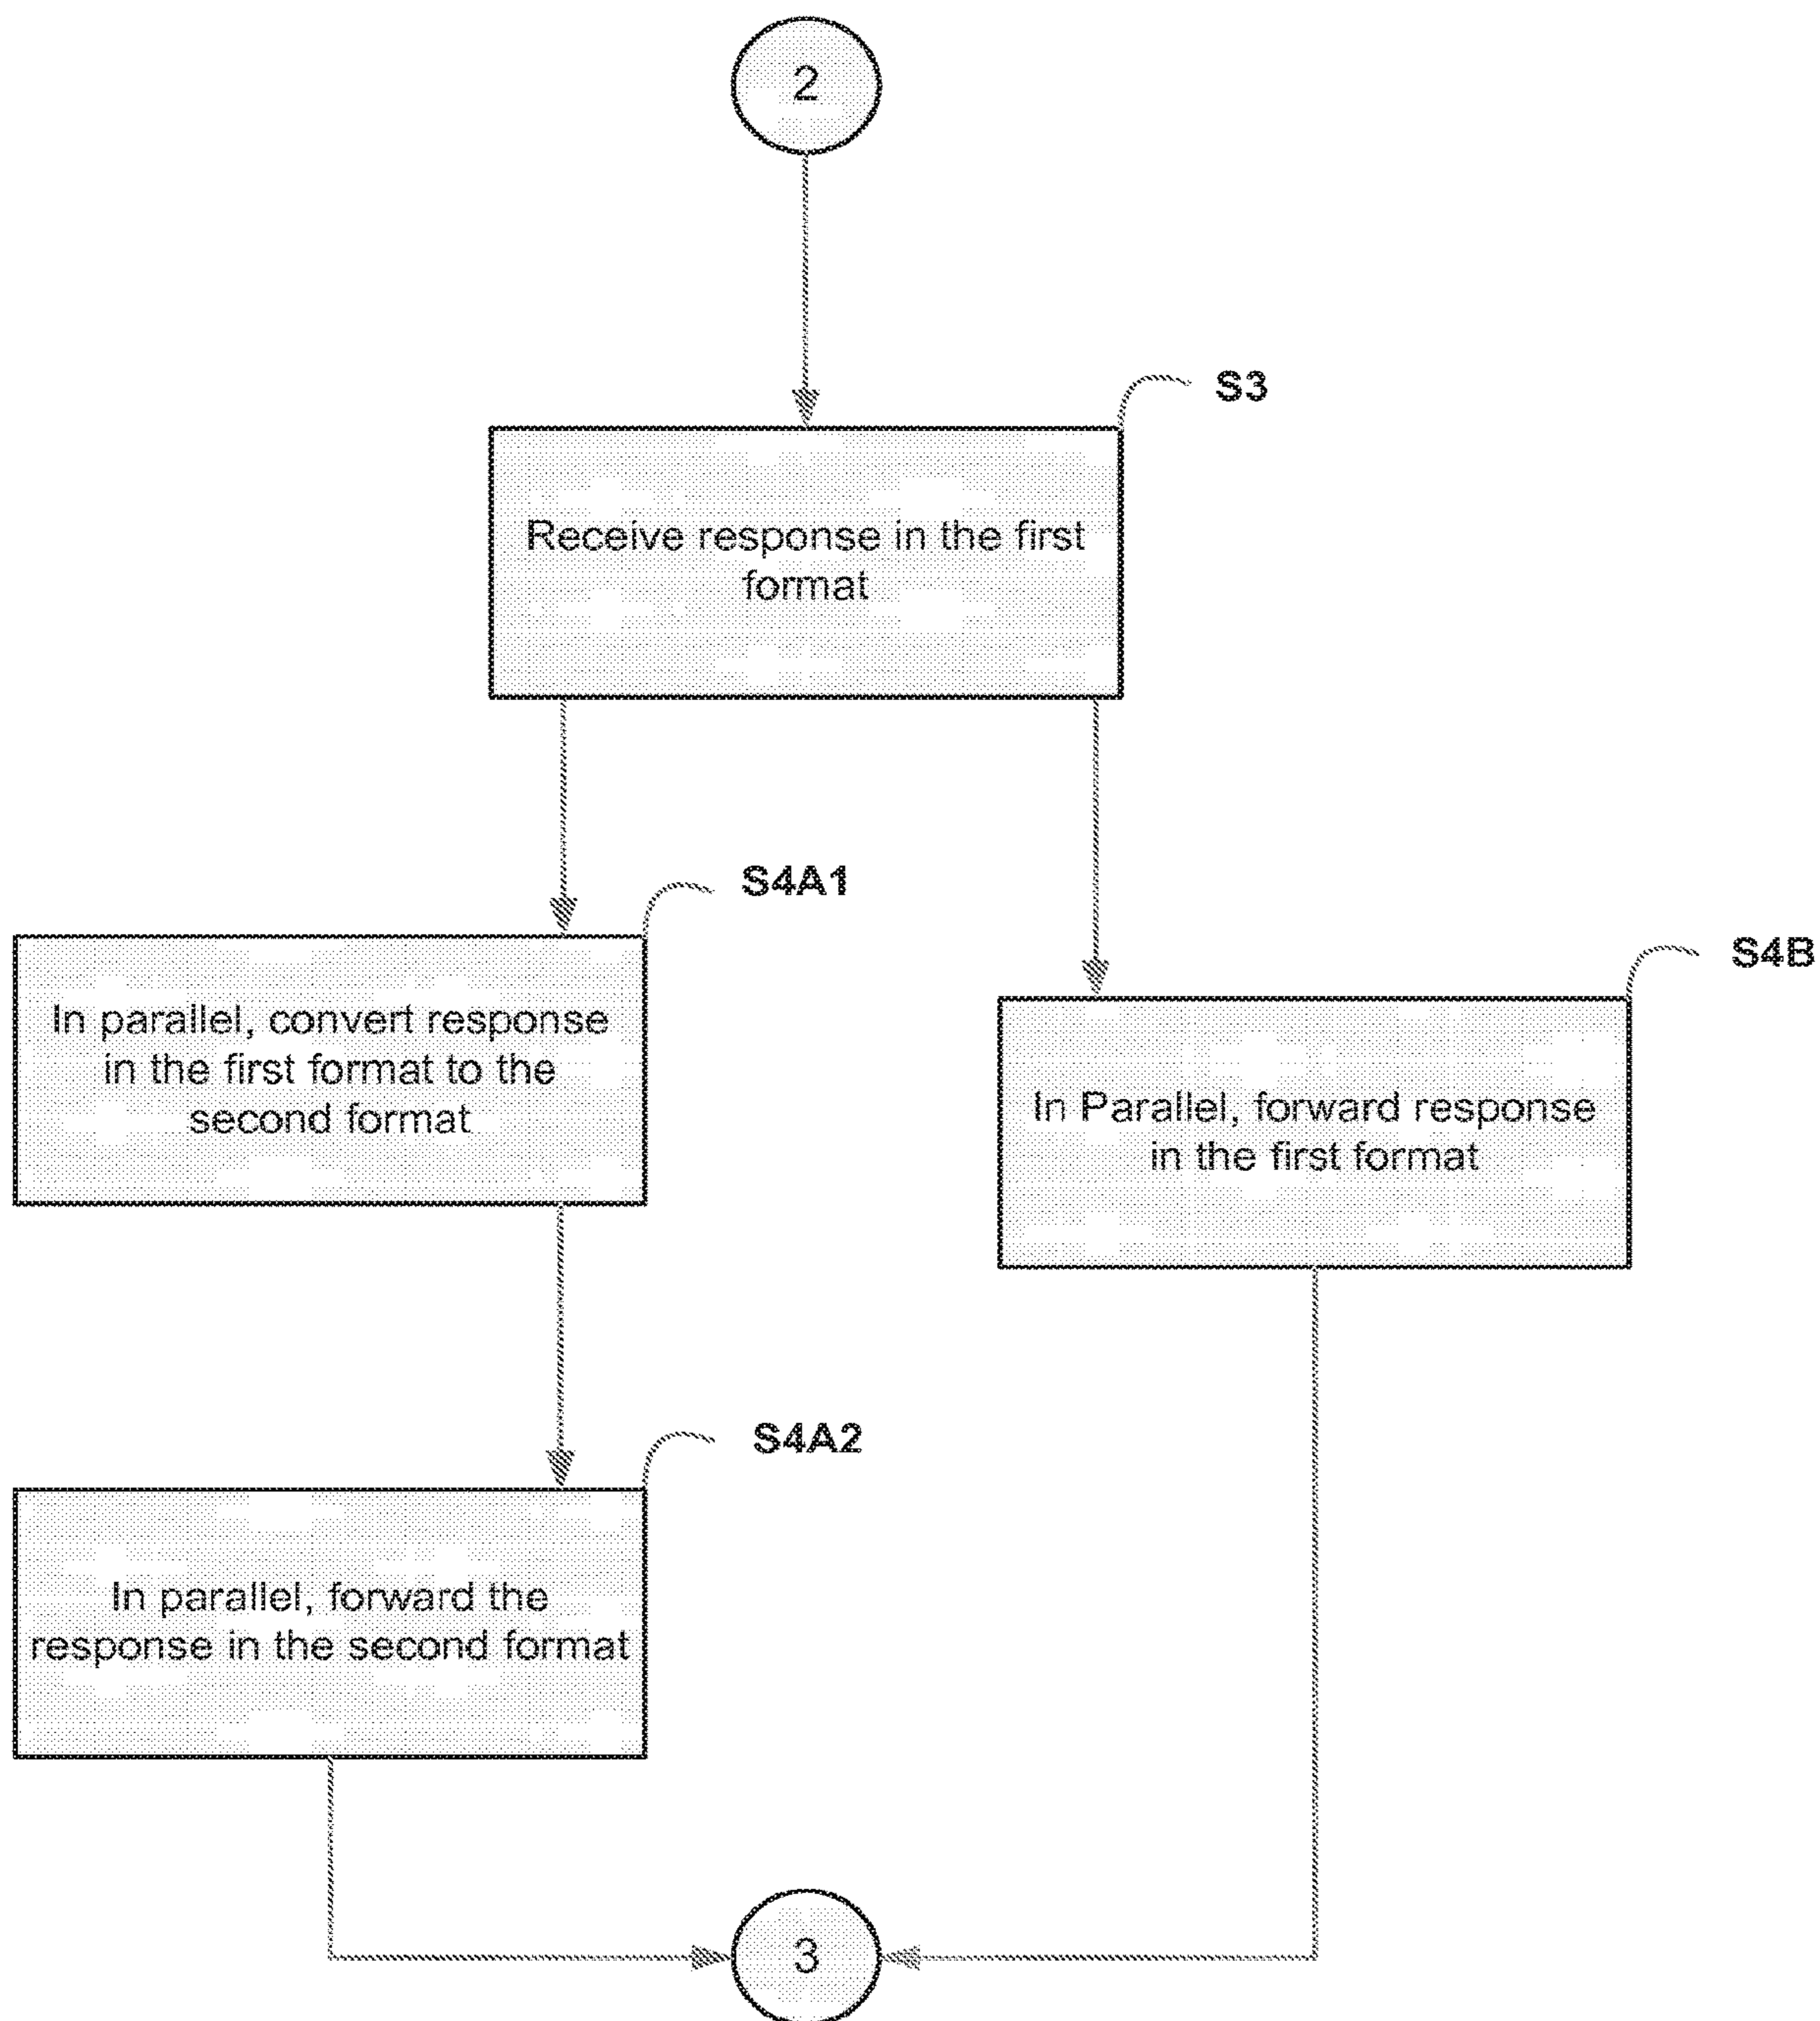 2
S3
Receive response in the first
format
S4A1
In parallel, convert response
in the first format to the
second format
S4B
In Parallel, forward response
in the first format
S4A2
In parallel, forward the
response in the second format
3